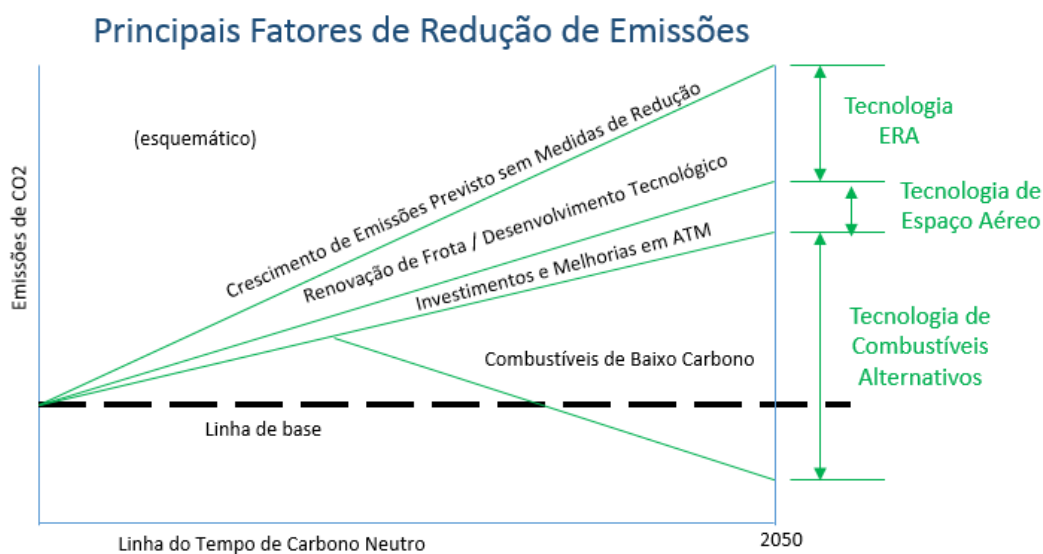 Principais Fatores de Redução de Emissões
(esquemático)
Emissões de CO2
Crescimento de Emissões Previsto sem Medidas de Redução
Renovação de Frota / Desenvolvimento Tecnológico
Investimentos e Melhorias em ATM
Combustíveis de Baixo Carbono
Linha de base
Tecnologia
ERA
Tecnologia de
Espaço Aéreo
Tecnologia de
Combustíveis
Alternativos
Linha do Tempo de Carbono Neutro
2050